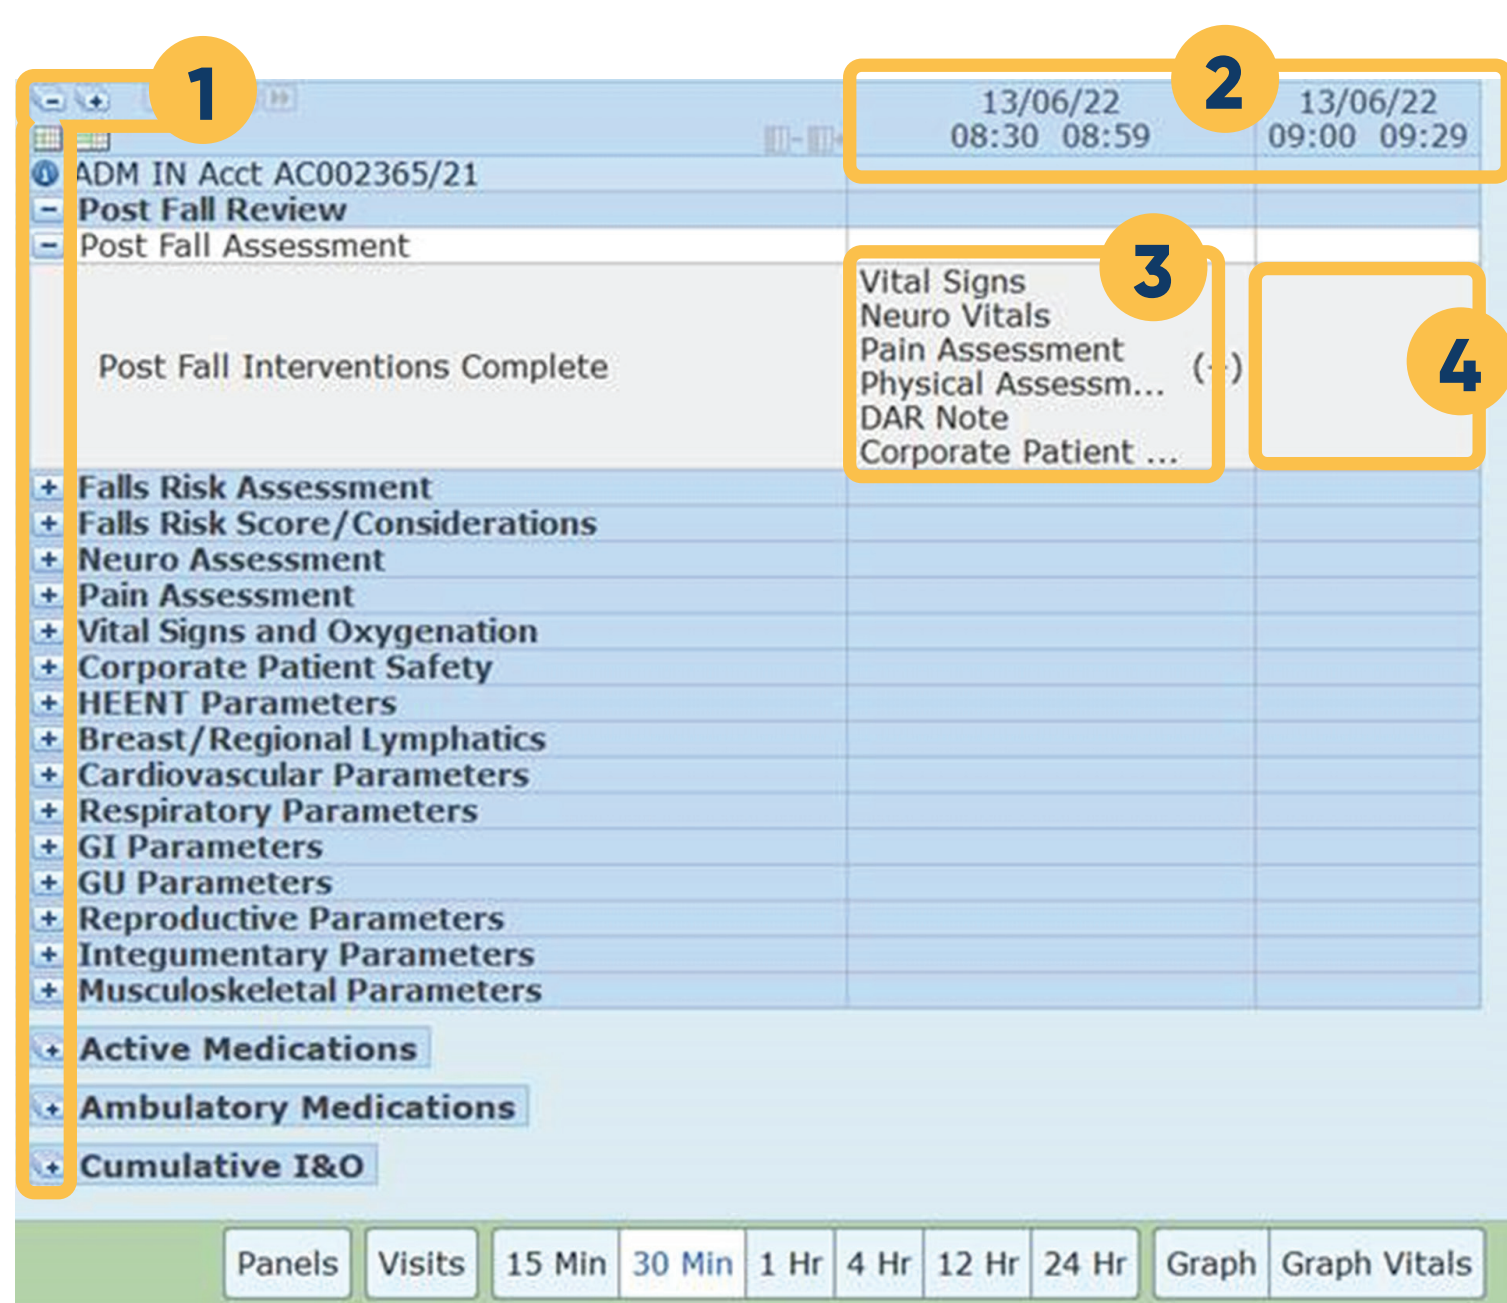 1
2
13/06/22
08:30 08:59
13/06/22
09:00 09:29
ADM IN Acct AC002365/21
Post Fall Review
Post Fall Assessment
3
Vital Signs
Neuro Vitals
Pain Assessment
Physical Assessm...
DAR Note
Corporate Patient ...
Post Fall Interventions Complete
4
Falls Risk Assessment
Falls Risk Score/Considerations
Neuro Assessment
Pain Assessment
Vital Signs and Oxygenation
Corporate Patient Safety
HEENT Parameters
Breast/Regional Lymphatics
Cardiovascular Parameters
Respiratory Parameters
GI Parameters
GU Parameters
Reproductive Parameters
Integumentary Parameters
Musculoskeletal Parameters
Active Medications
Ambulatory Medications
Cumulative I&O
Panels Visits 15 Min 30 Min 1 Hr 4 Hr 12 Hr 24 Hr Graph Graph Vitals